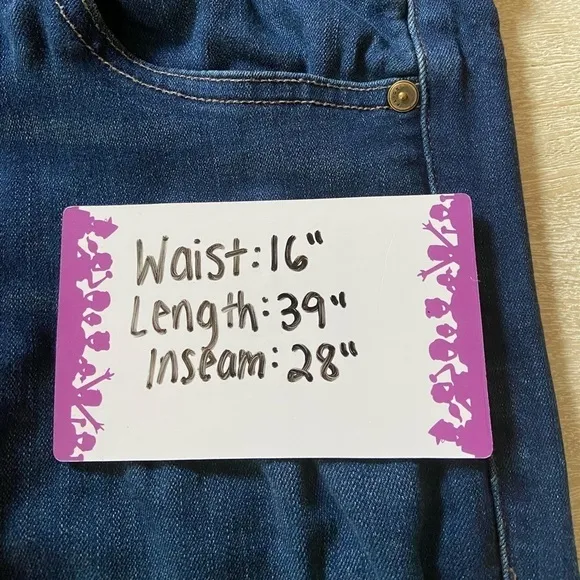 Waist: 16"
Length: 39"
Inseam: 28"